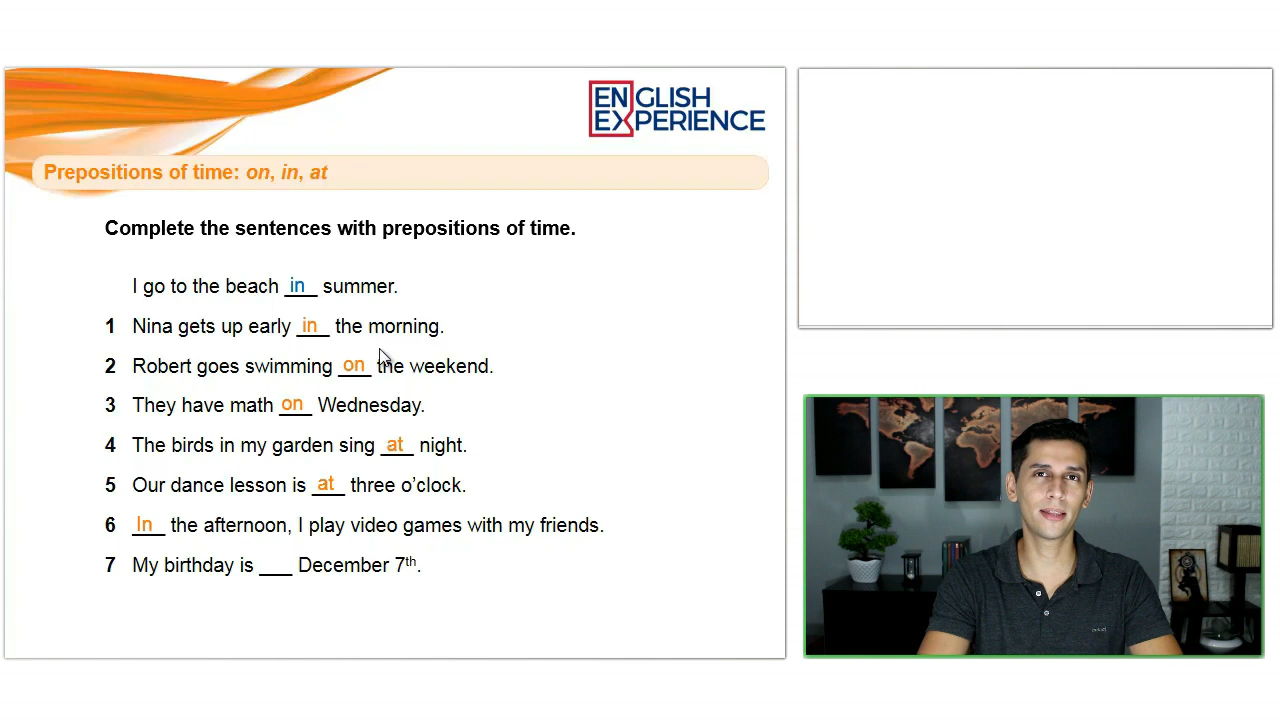 ENGLISH
EXPERIENCE
Prepositions of time: on, in, at
Complete the sentences with prepositions of time.
I go to the beach in summer.
1 Nina gets up early in the morning.
2 Robert goes swimming on the weekend.
3 They have math on Wednesday.
4 The birds in my garden sing at night.
5 Our dance lesson is at three o’clock.
6 In the afternoon, I play video games with my friends.
7 My birthday is ___ December 7th.